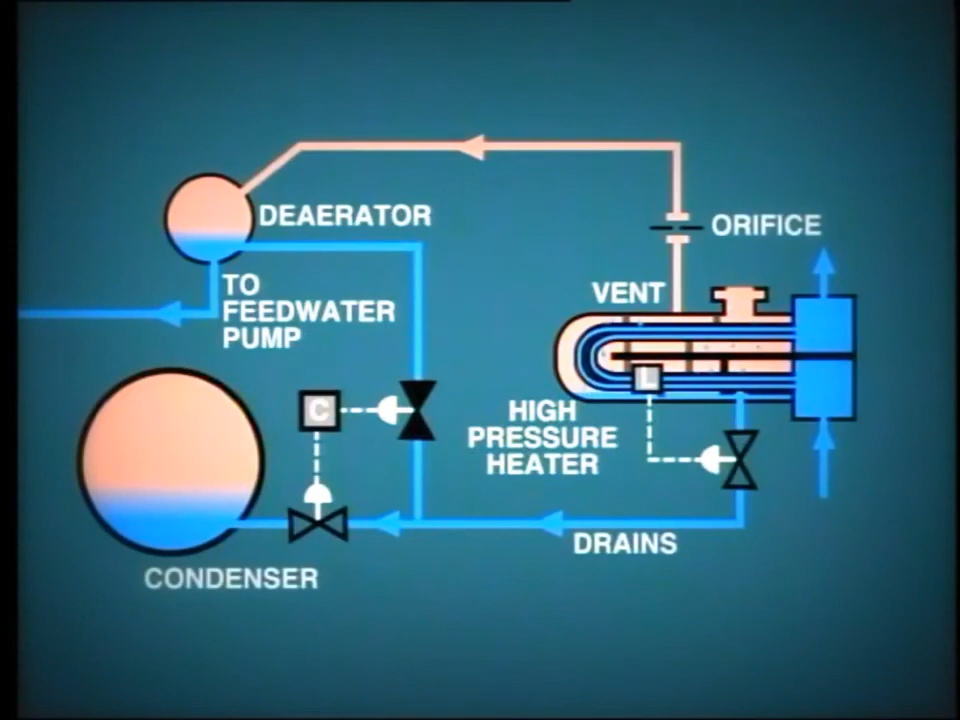 DEAERATOR
ORIFICE
TO
FEEDWATER
PUMP
VENT
C
L
HIGH
PRESSURE
HEATER
DRAINS
CONDENSER